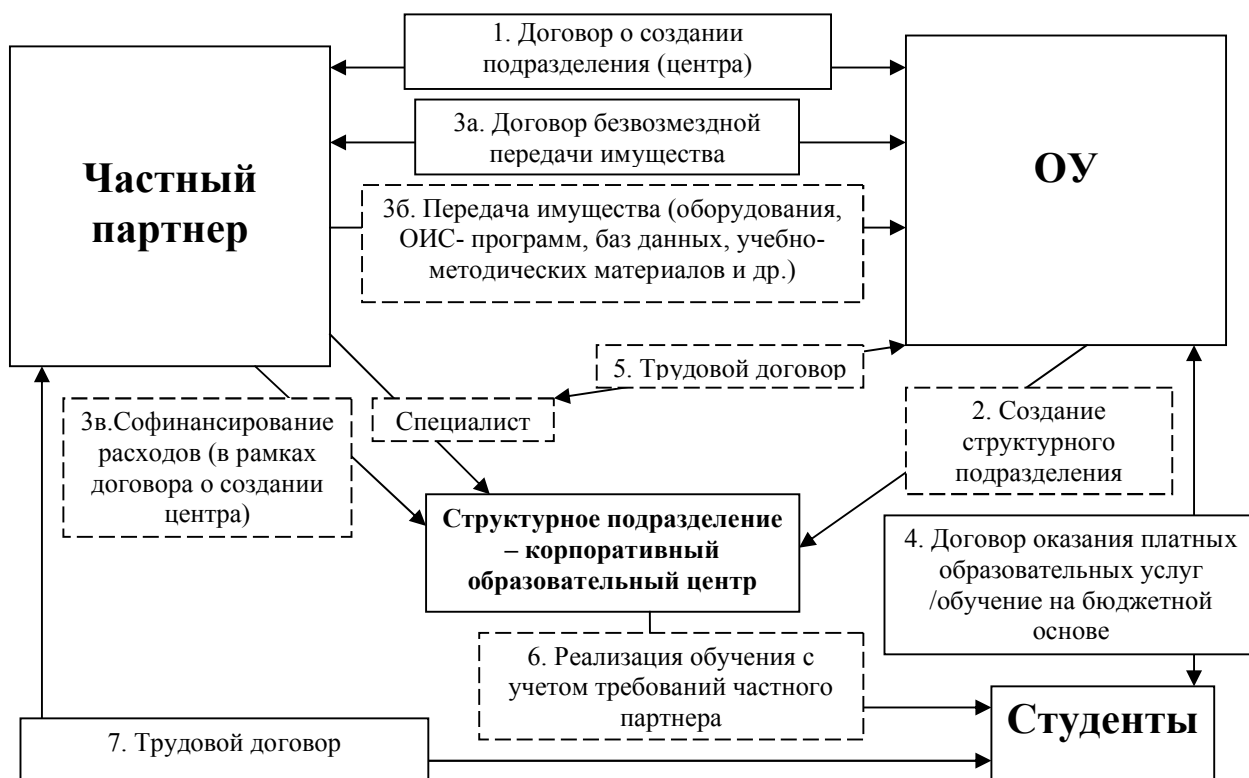 1. Договор о создании
подразделения (центра)
3а. Договор безвозмездной
передачи имущества
Частный
партнер
ОУ
3б. Передача имущества (оборудования,
ОИС- программ, баз данных, учебно-
методических материалов и др.)
5. Трудовой договор
Специалист
3в.Софинансирование
расходов (в рамках
договора о создании
центра)
2. Создание
структурного
подразделения
Структурное подразделение
– корпоративный
образовательный центр
4. Договор оказания платных
образовательных услуг
/обучение на бюджетной
основе
6. Реализация обучения с
учетом требований частного
партнера
Студенты
7. Трудовой договор